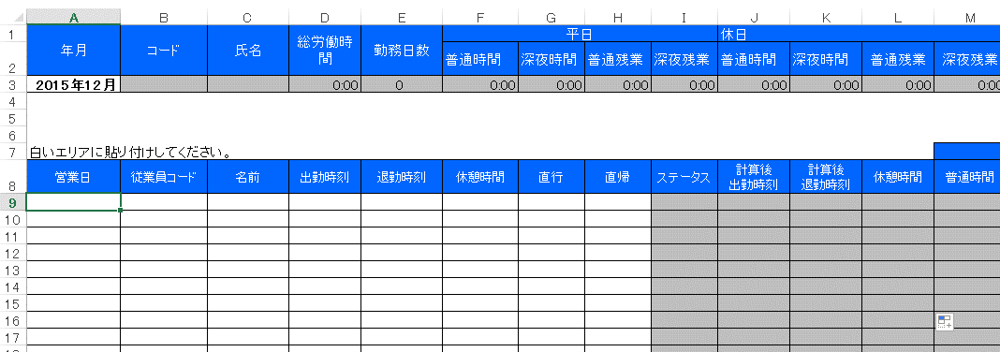 A B C D E F G H I J K L M
1 年月 コード 氏名 総労働時間 勤務日数 平日 休日
2 普通時間 深夜時間 普通残業 深夜残業 普通時間 深夜時間 普通残業 深夜残業
3 2015年12月 0:00 0 0:00 0:00 0:00 0:00 0:00 0:00 0:00 0:00
4
5
6
7 白いエリアに貼り付けしてください。
8 営業日 従業員コード 名前 出勤時刻 退勤時刻 休憩時間 直行 直帰 ステータス 計算後出勤時刻 計算後退勤時刻 休憩時間 普通時間
9
10
11
12
13
14
15
16
17